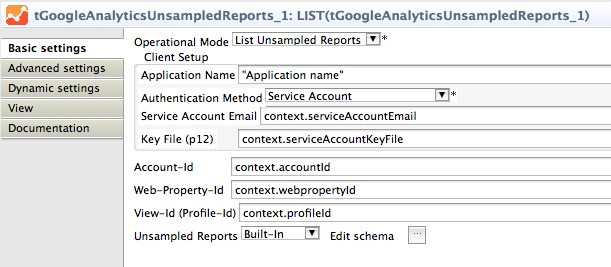 tGoogleAnalyticsUnsampledReports_1: LIST(tGoogleAnalyticsUnsampledReports_1)
Basic settings
Advanced settings
Dynamic settings
View
Documentation
Operational Mode List Unsampled Reports *
Client Setup
Application Name "Application name"
Authentication Method Service Account *
Service Account Email context.serviceAccountEmail
Key File (p12) context.serviceAccountKeyFile
Account-Id context.accountId
Web-Property-Id context.webpropertyId
View-Id (Profile-Id) context.profileId
Unsampled Reports Built-In Edit schema ...